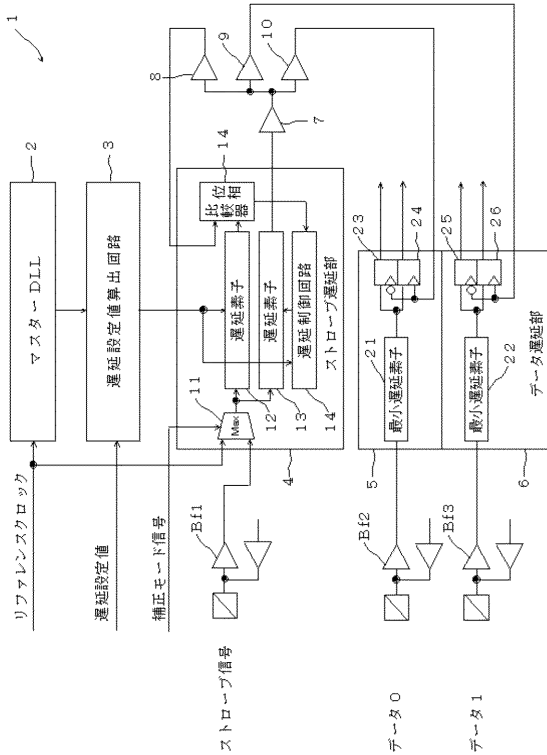 1
リファレンスクロック
マスターDLL
2
遅延設定値
遅延設定値算出回路
3
補正モード信号
8
9
10
7
11
Max
位相
比較器
14
遅延素子
12
遅延素子
13
遅延制御回路
14
ストローブ遅延部
4
ストローブ信号
Bf1
データ0
Bf2
最小遅延素子
21
23
24
5
データ1
Bf3
最小遅延素子
22
25
26
データ遅延部
6